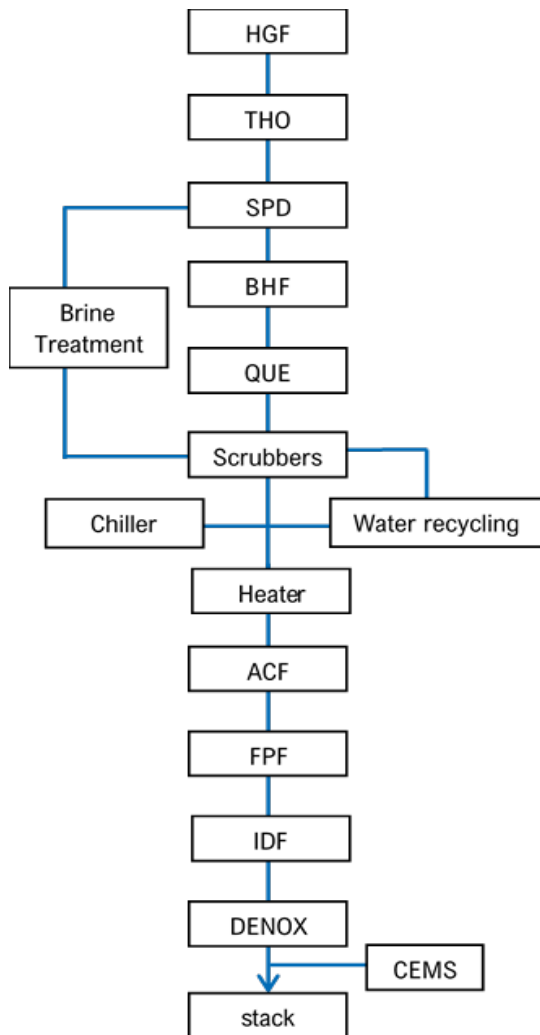 HGF
THO
SPD
BHF
Brine
Treatment
QUE
Scrubbers
Chiller
Water recycling
Heater
ACF
FPF
IDF
DENOX
CEMS
stack